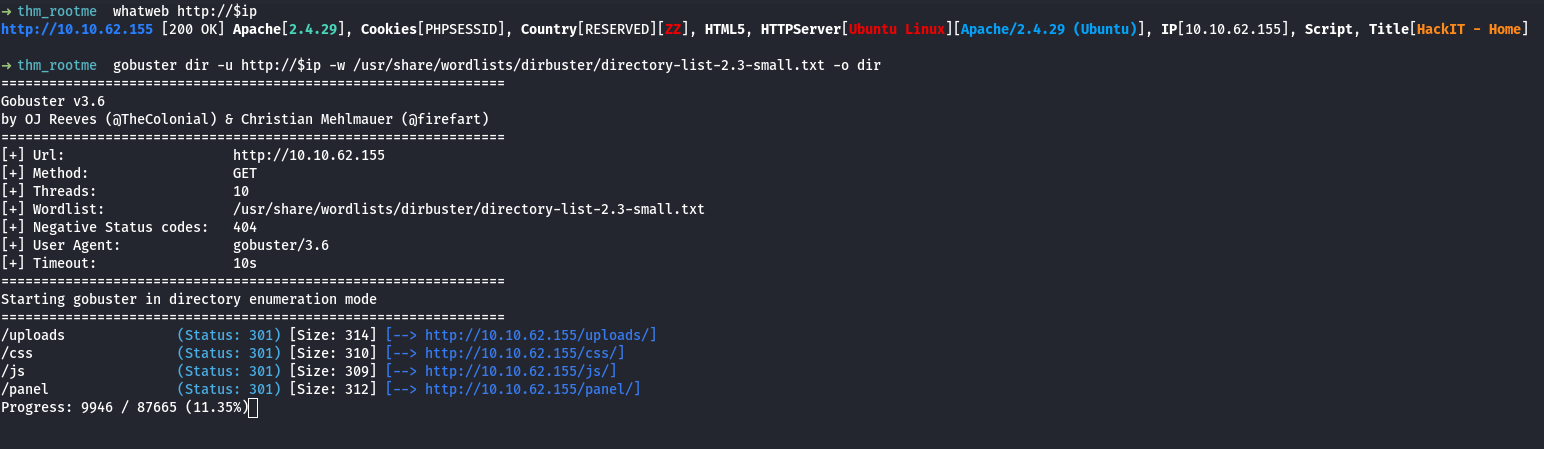 → thm_rootme whatweb http://$ip
http://10.10.62.155 [200 OK] Apache[2.4.29], Cookies[PHPSESSID], Country[RESERVED][ZZ], HTML5, HTTPServer[Ubuntu Linux][Apache/2.4.29 (Ubuntu)], IP[10.10.62.155], Script, Title[HackIT - Home]
→ thm_rootme gobuster dir -u http://$ip -w /usr/share/wordlists/dirbuster/directory-list-2.3-small.txt -o dir
===============================================================
Gobuster v3.6
by OJ Reeves (@TheColonial) & Christian Mehlmauer (@firefart)
===============================================================
[+] Url:                     http://10.10.62.155
[+] Method:                  GET
[+] Threads:                 10
[+] Wordlist:                /usr/share/wordlists/dirbuster/directory-list-2.3-small.txt
[+] Negative Status codes:   404
[+] User Agent:              gobuster/3.6
[+] Timeout:                 10s
===============================================================
Starting gobuster in directory enumeration mode
===============================================================
/uploads              (Status: 301) [Size: 314] [--> http://10.10.62.155/uploads/]
/css                  (Status: 301) [Size: 310] [--> http://10.10.62.155/css/]
/js                   (Status: 301) [Size: 309] [--> http://10.10.62.155/js/]
/panel                (Status: 301) [Size: 312] [--> http://10.10.62.155/panel/]
Progress: 9946 / 87665 (11.35%)